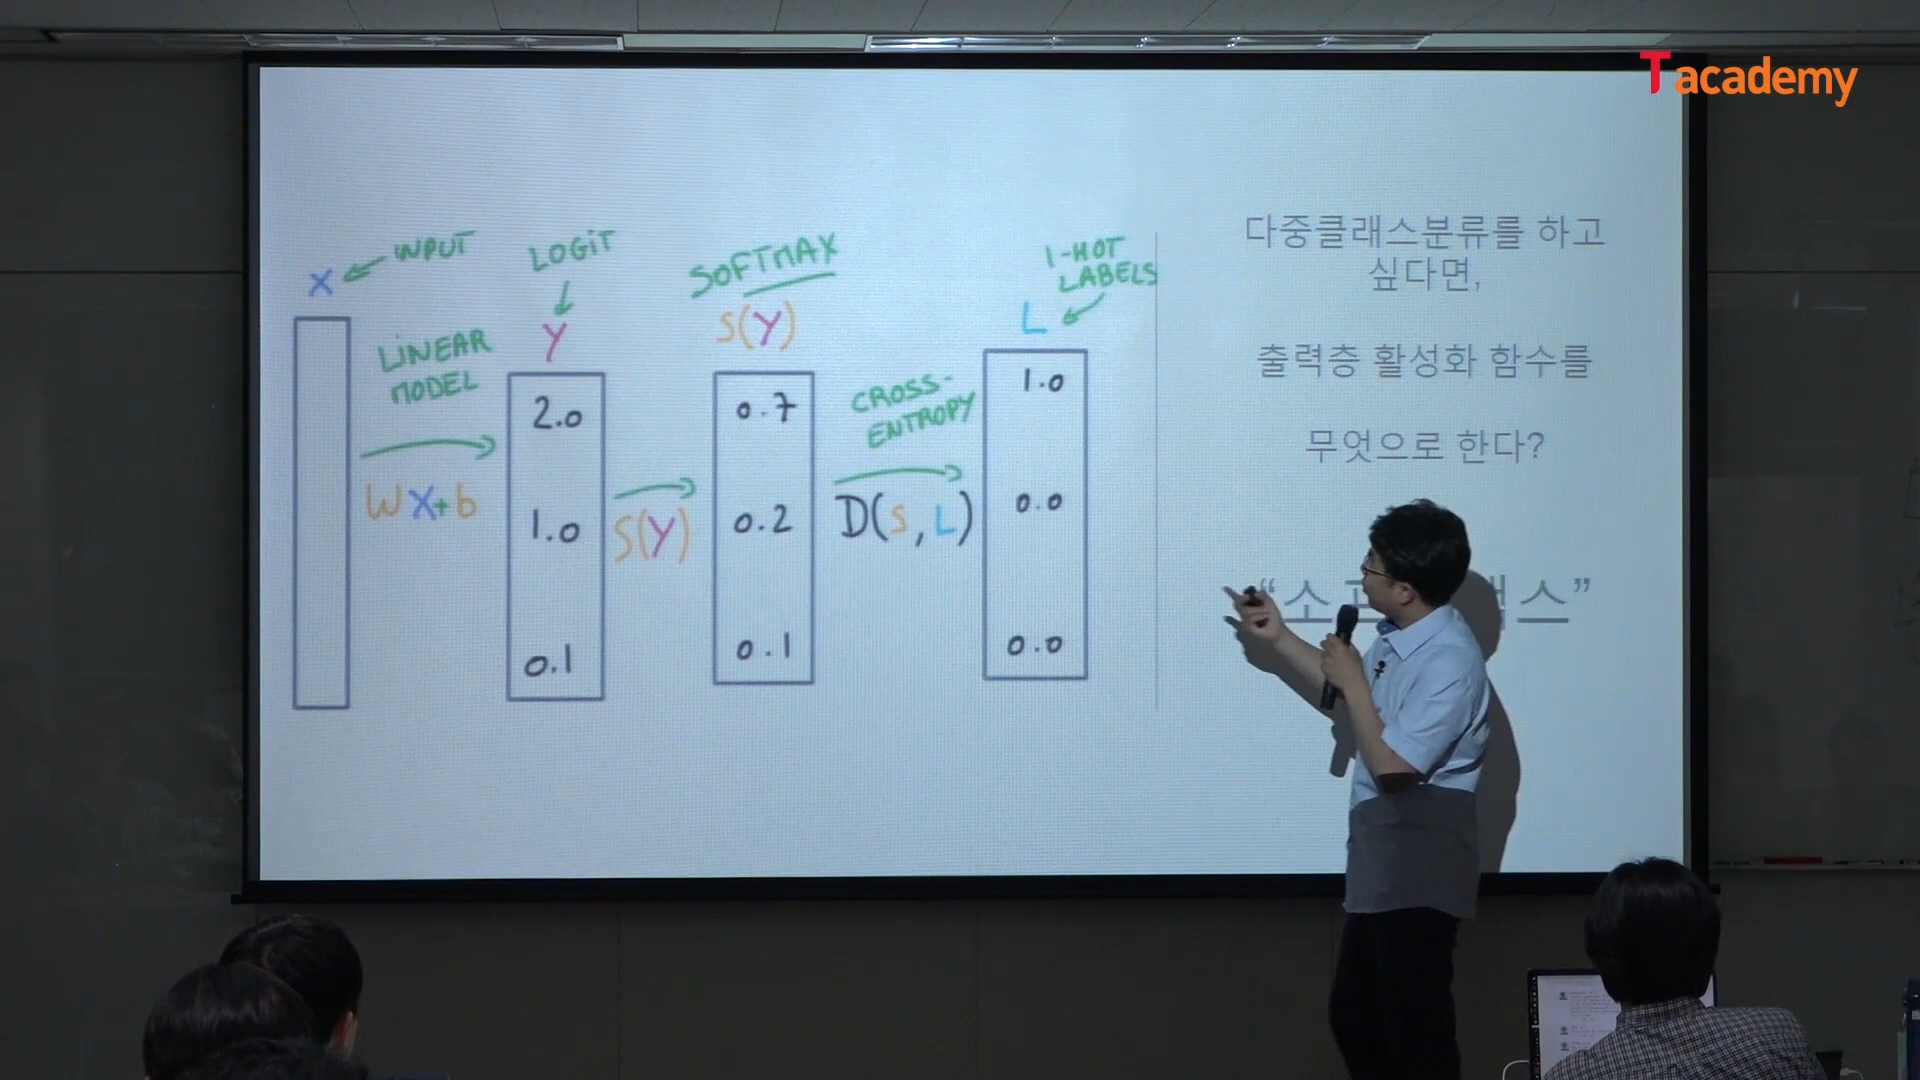 T academy
X
INPUT
LINEAR
MODEL
WX+b
LOGIT
Y
2.0
1.0
0.1
S(Y)
SOFTMAX
S(Y)
0.7
0.2
0.1
CROSS-
ENTROPY
D(S,L)
1-HOT
LABELS
L
1.0
0.0
0.0
다중클래스분류를 하고
싶다면,
출력층 활성화 함수를
무엇으로 한다?